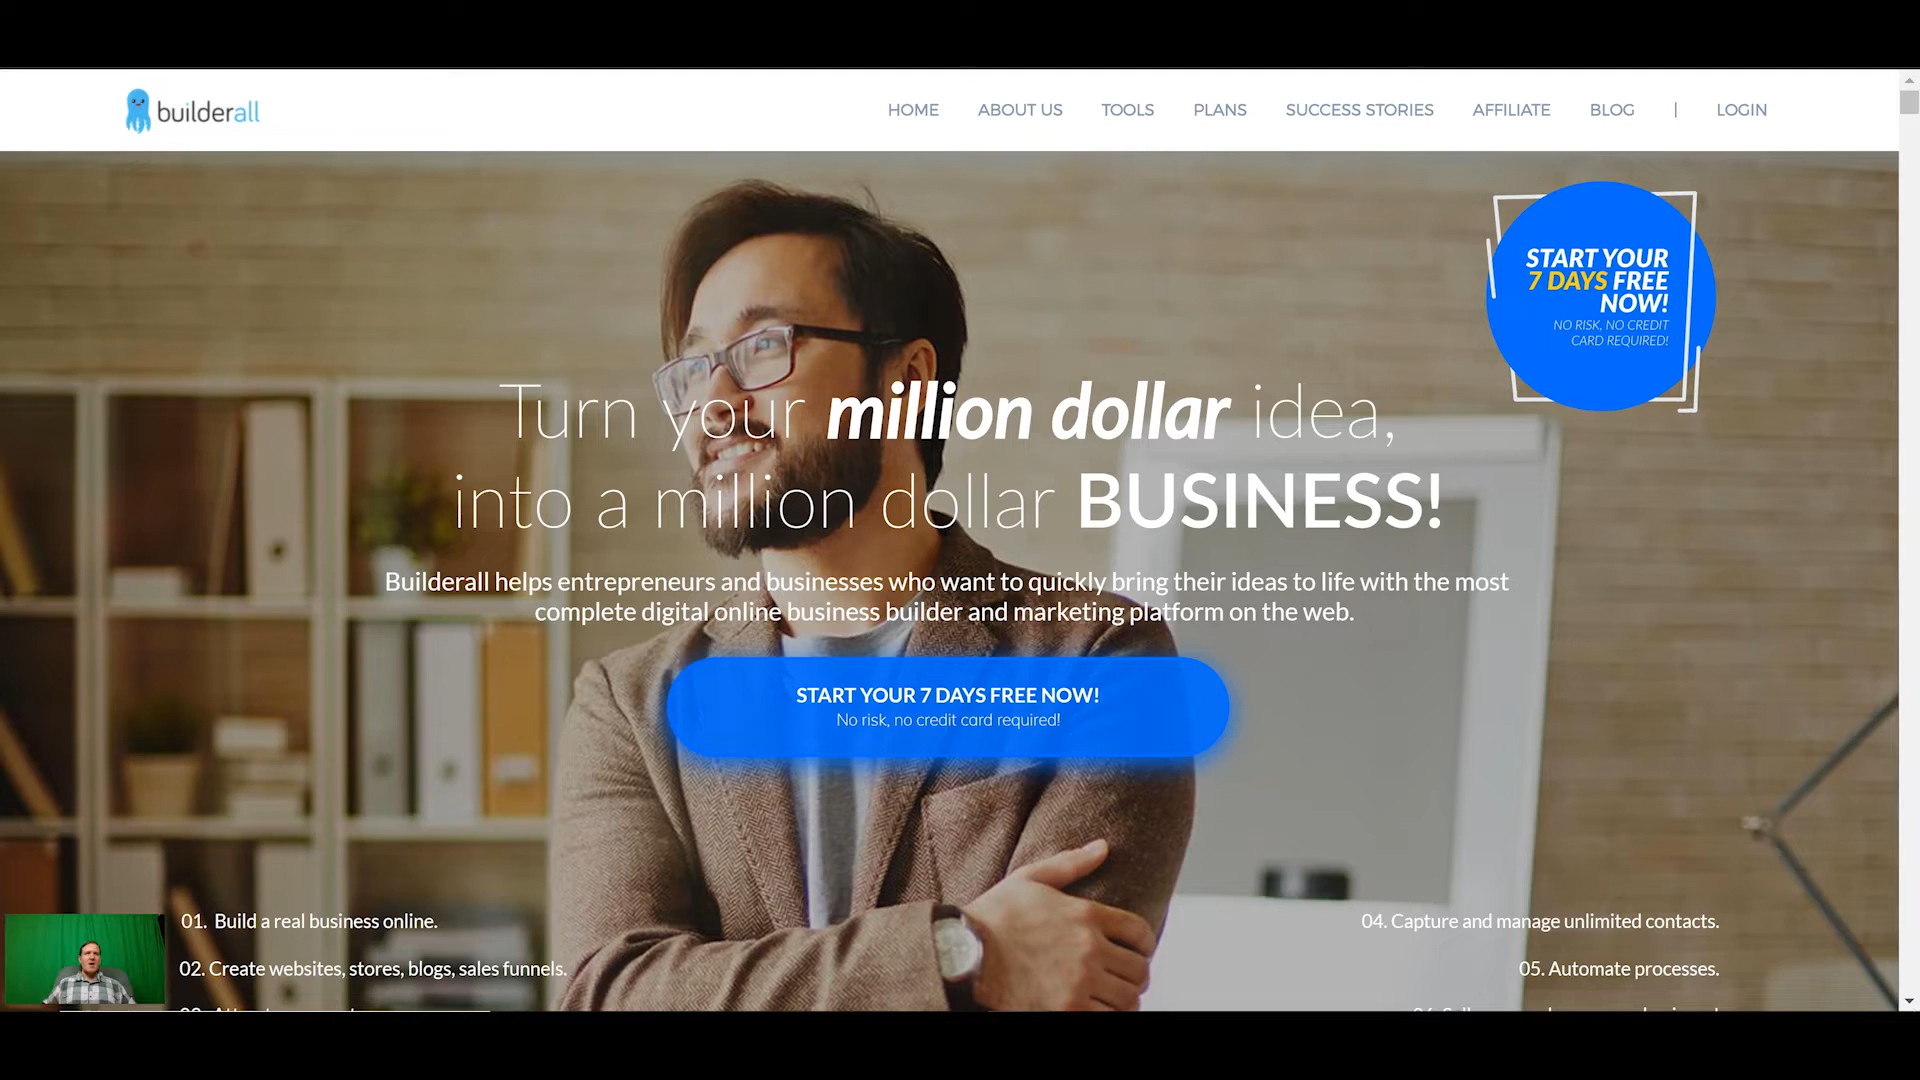 builderall
HOME ABOUT US TOOLS PLANS SUCCESS STORIES AFFILIATE BLOG | LOGIN
START YOUR
7 DAYS FREE
NOW!
NO RISK, NO CREDIT
CARD REQUIRED!
Turn your million dollar idea,
into a million dollar BUSINESS!
Builderall helps entrepreneurs and businesses who want to quickly bring their ideas to life with the most
complete digital online business builder and marketing platform on the web.
START YOUR 7 DAYS FREE NOW!
No risk, no credit card required!
01. Build a real business online.
02. Create websites, stores, blogs, sales funnels.
04. Capture and manage unlimited contacts.
05. Automate processes.